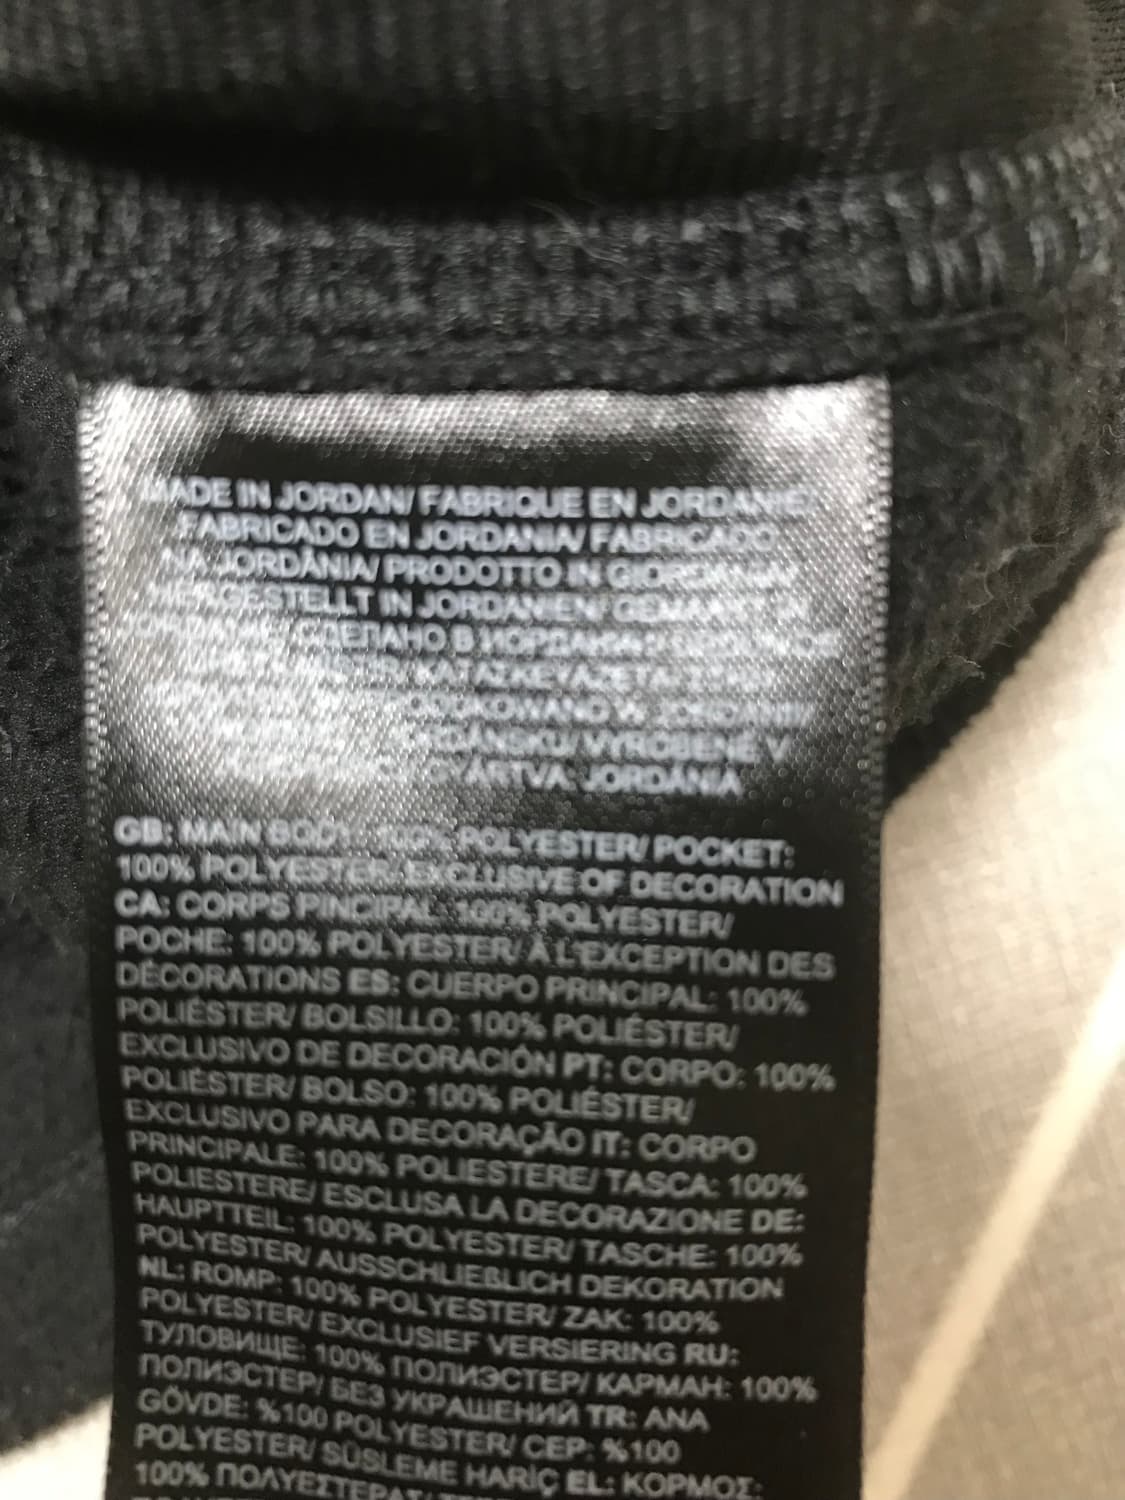 MADE IN JORDAN/ FABRIQUE EN JORDANIE/
FABRICADO EN JORDANIA/ FABRICADO
NA JORDÂNIA/ PRODOTTO IN GIORDANIA/
HERGESTELLT IN JORDANIEN/ GEMAAKT IN
СДЕЛАНО В
VYROBENÉ V
JORDÁNIA
GB: MAIN BODY: 100% POLYESTER/ POCKET:
100% POLYESTER/ EXCLUSIVE OF DECORATION
CA: CORPS PINCIPAL: 100% POLYESTER/
POCHE: 100% POLYESTER/ À L'EXCEPTION DES
DÉCORATIONS ES: CUERPO PRINCIPAL: 100%
POLIÉSTER/ BOLSILLO: 100% POLIÉSTER/
EXCLUSIVO DE DECORACIÓN PT: CORPO: 100%
POLIÉSTER/ BOLSO: 100% POLIÉSTER/
EXCLUSIVO PARA DECORAÇÃO IT: CORPO
PRINCIPALE: 100% POLIESTERE/ TASCA: 100%
POLIESTERE/ ESCLUSA LA DECORAZIONE DE:
HAUPTTEIL: 100% POLYESTER/ TASCHE: 100%
POLYESTER/ AUSSCHLIEßLICH DEKORATION
NL: ROMP: 100% POLYESTER/ ZAK: 100%
POLYESTER/ EXCLUSIEF VERSIERING RU:
ТУЛОВИЩЕ: 100% ПОЛИЭСТЕР/ КАРМАН: 100%
ПОЛИЭСТЕР/ БЕЗ УКРАШЕНИЙ TR: ANA
GÖVDE: %100 POLYESTER/ CEP: %100
POLYESTER/ SÜSLEME HARİÇ EL: ΚΟΡΜΟΣ:
100% ΠΟΛΥΕΣΤΕΡΑΣ/